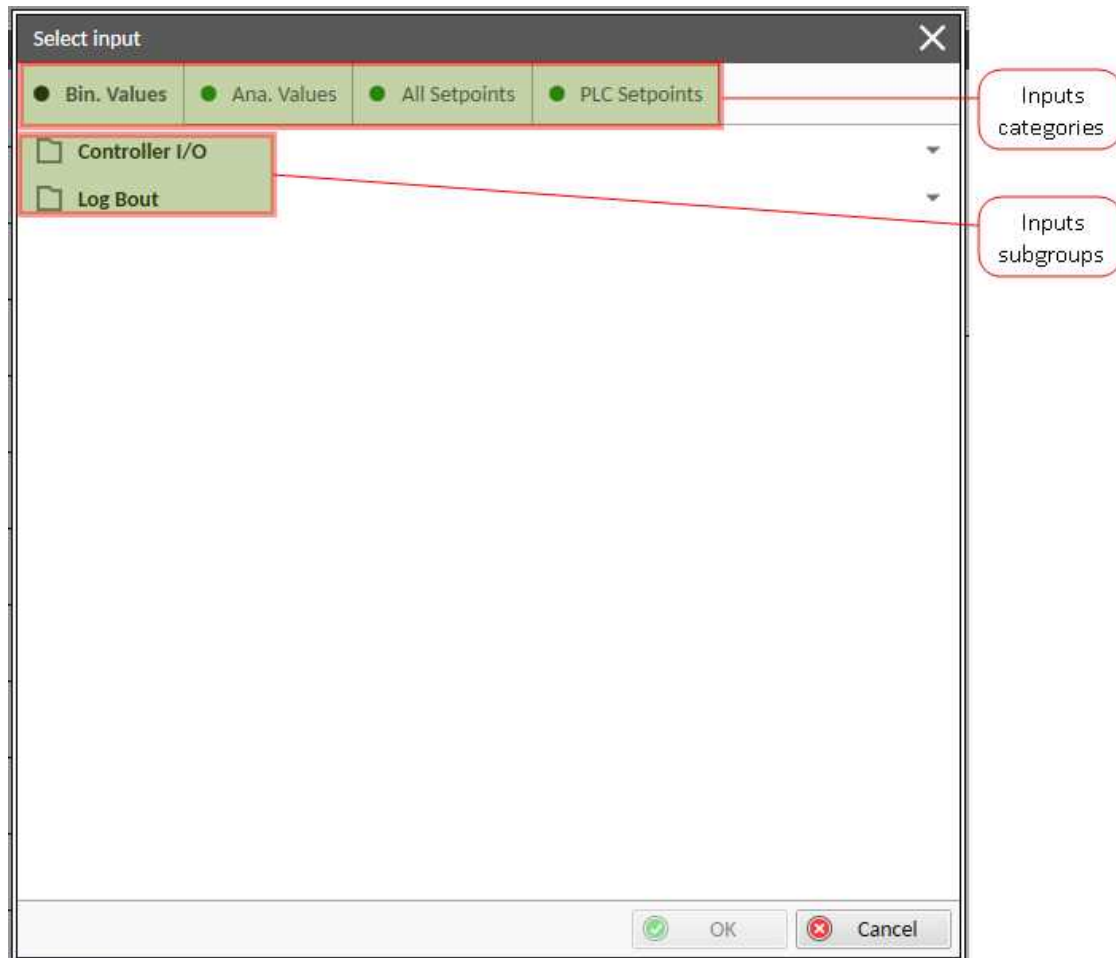 Select input
Bin. Values Ana. Values All Setpoints PLC Setpoints
Inputs
categories
Controller I/O
Log Bout
Inputs
subgroups
OK Cancel